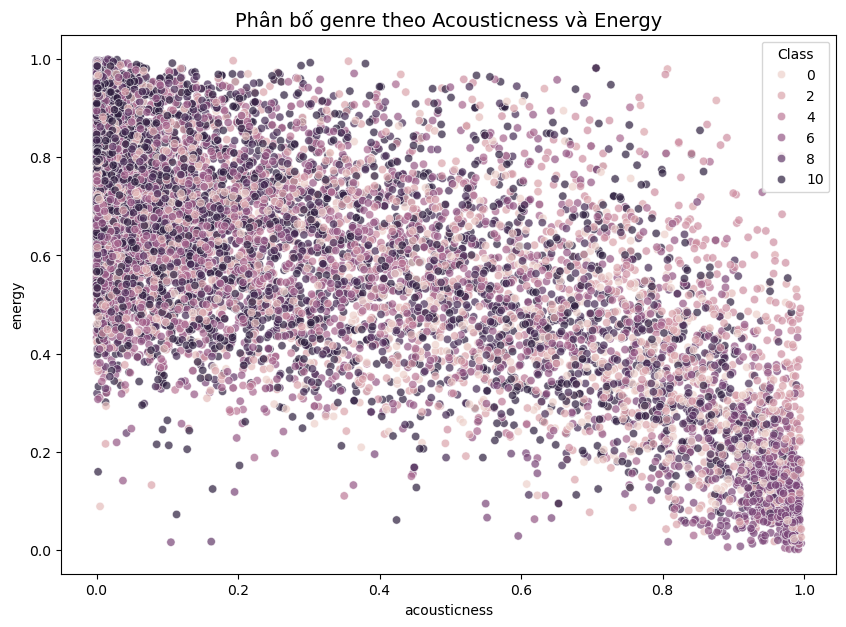 Phân bố genre theo Acousticness và Energy
Class
0
2
4
6
8
10
1.0
0.8
0.6
0.4
0.2
0.0
energy
0.0 0.2 0.4 0.6 0.8 1.0
acousticness